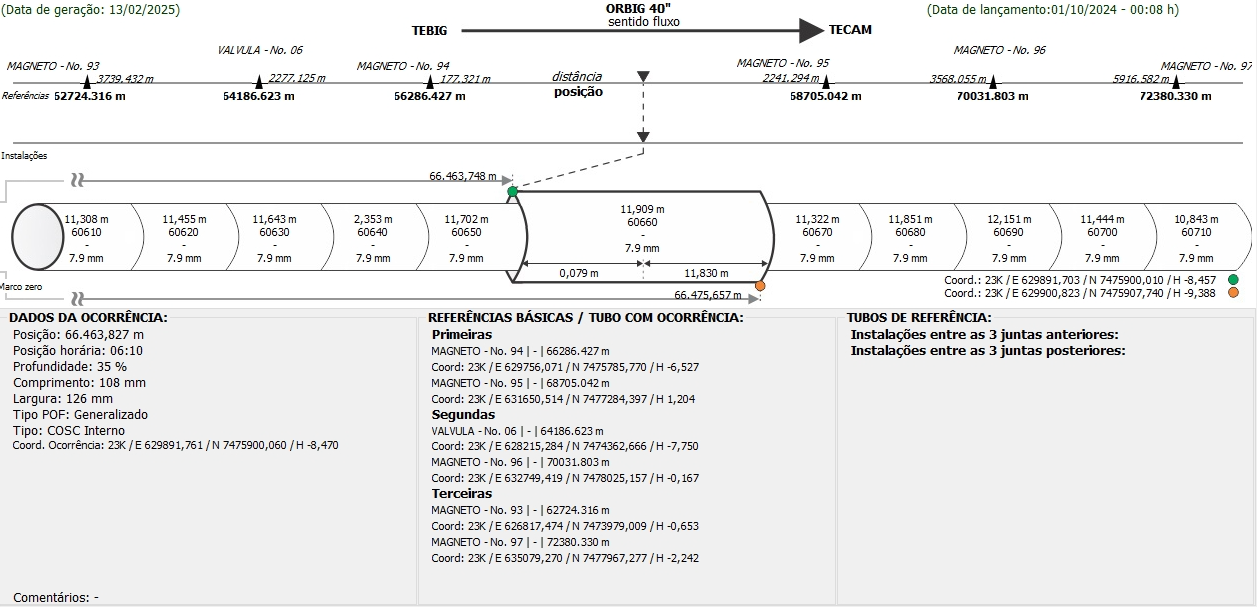 (Data de geração: 13/02/2025)
ORBIG 40"
(Data de lançamento:01/10/2024 - 00:08 h)
TEBIG
sentido fluxo
TECAM
VALVULA - No. 06
MAGNETO - No. 96
MAGNETO - No. 93
MAGNETO - No. 94
MAGNETO - No. 95
MAGNETO - No. 97
3739.432 m
2277.125 m
177.321 m
distância
2241.294 m
3568.055 m
5916.582 m
Referências
62724.316 m
64186.623 m
66286.427 m
posição
68705.042 m
70031.803 m
72380.330 m
Instalações
66.463,748 m
11,308 m
60610
-
7.9 mm
11,455 m
60620
-
7.9 mm
11,643 m
60630
-
7.9 mm
2,353 m
60640
-
7.9 mm
11,702 m
60650
-
7.9 mm
11,909 m
60660
-
7.9 mm
0,079 m
11,830 m
11,322 m
60670
-
7.9 mm
11,851 m
60680
-
7.9 mm
12,151 m
60690
-
7.9 mm
11,444 m
60700
-
7.9 mm
10,843 m
60710
-
7.9 mm
Marco zero
66.475,657 m
Coord.: 23K / E 629891,703 / N 7475900,010 / H -8,457
Coord.: 23K / E 629900,823 / N 7475907,740 / H -9,388
DADOS DA OCORRÊNCIA:
Posição: 66.463,827 m
Posição horária: 06:10
Profundidade: 35 %
Comprimento: 108 mm
Largura: 126 mm
Tipo POF: Generalizado
Tipo: COSC Interno
Coord. Ocorrência: 23K / E 629891,761 / N 7475900,060 / H -8,470
Comentários: -
REFERÊNCIAS BÁSICAS / TUBO COM OCORRÊNCIA:
Primeiras
MAGNETO - No. 94 | - | 66286.427 m
Coord: 23K / E 629756,071 / N 7475785,770 / H -6,527
MAGNETO - No. 95 | - | 68705.042 m
Coord: 23K / E 631650,514 / N 7477284,397 / H 1,204
Segundas
VALVULA - No. 06 | - | 64186.623 m
Coord: 23K / E 628215,284 / N 7474362,666 / H -7,750
MAGNETO - No. 96 | - | 70031.803 m
Coord: 23K / E 632749,419 / N 7478025,157 / H -0,167
Terceiras
MAGNETO - No. 93 | - | 62724.316 m
Coord: 23K / E 626817,474 / N 7473979,009 / H -0,653
MAGNETO - No. 97 | - | 72380.330 m
Coord: 23K / E 635079,270 / N 7477967,277 / H -2,242
TUBOS DE REFERÊNCIA:
Instalações entre as 3 juntas anteriores:
Instalações entre as 3 juntas posteriores: